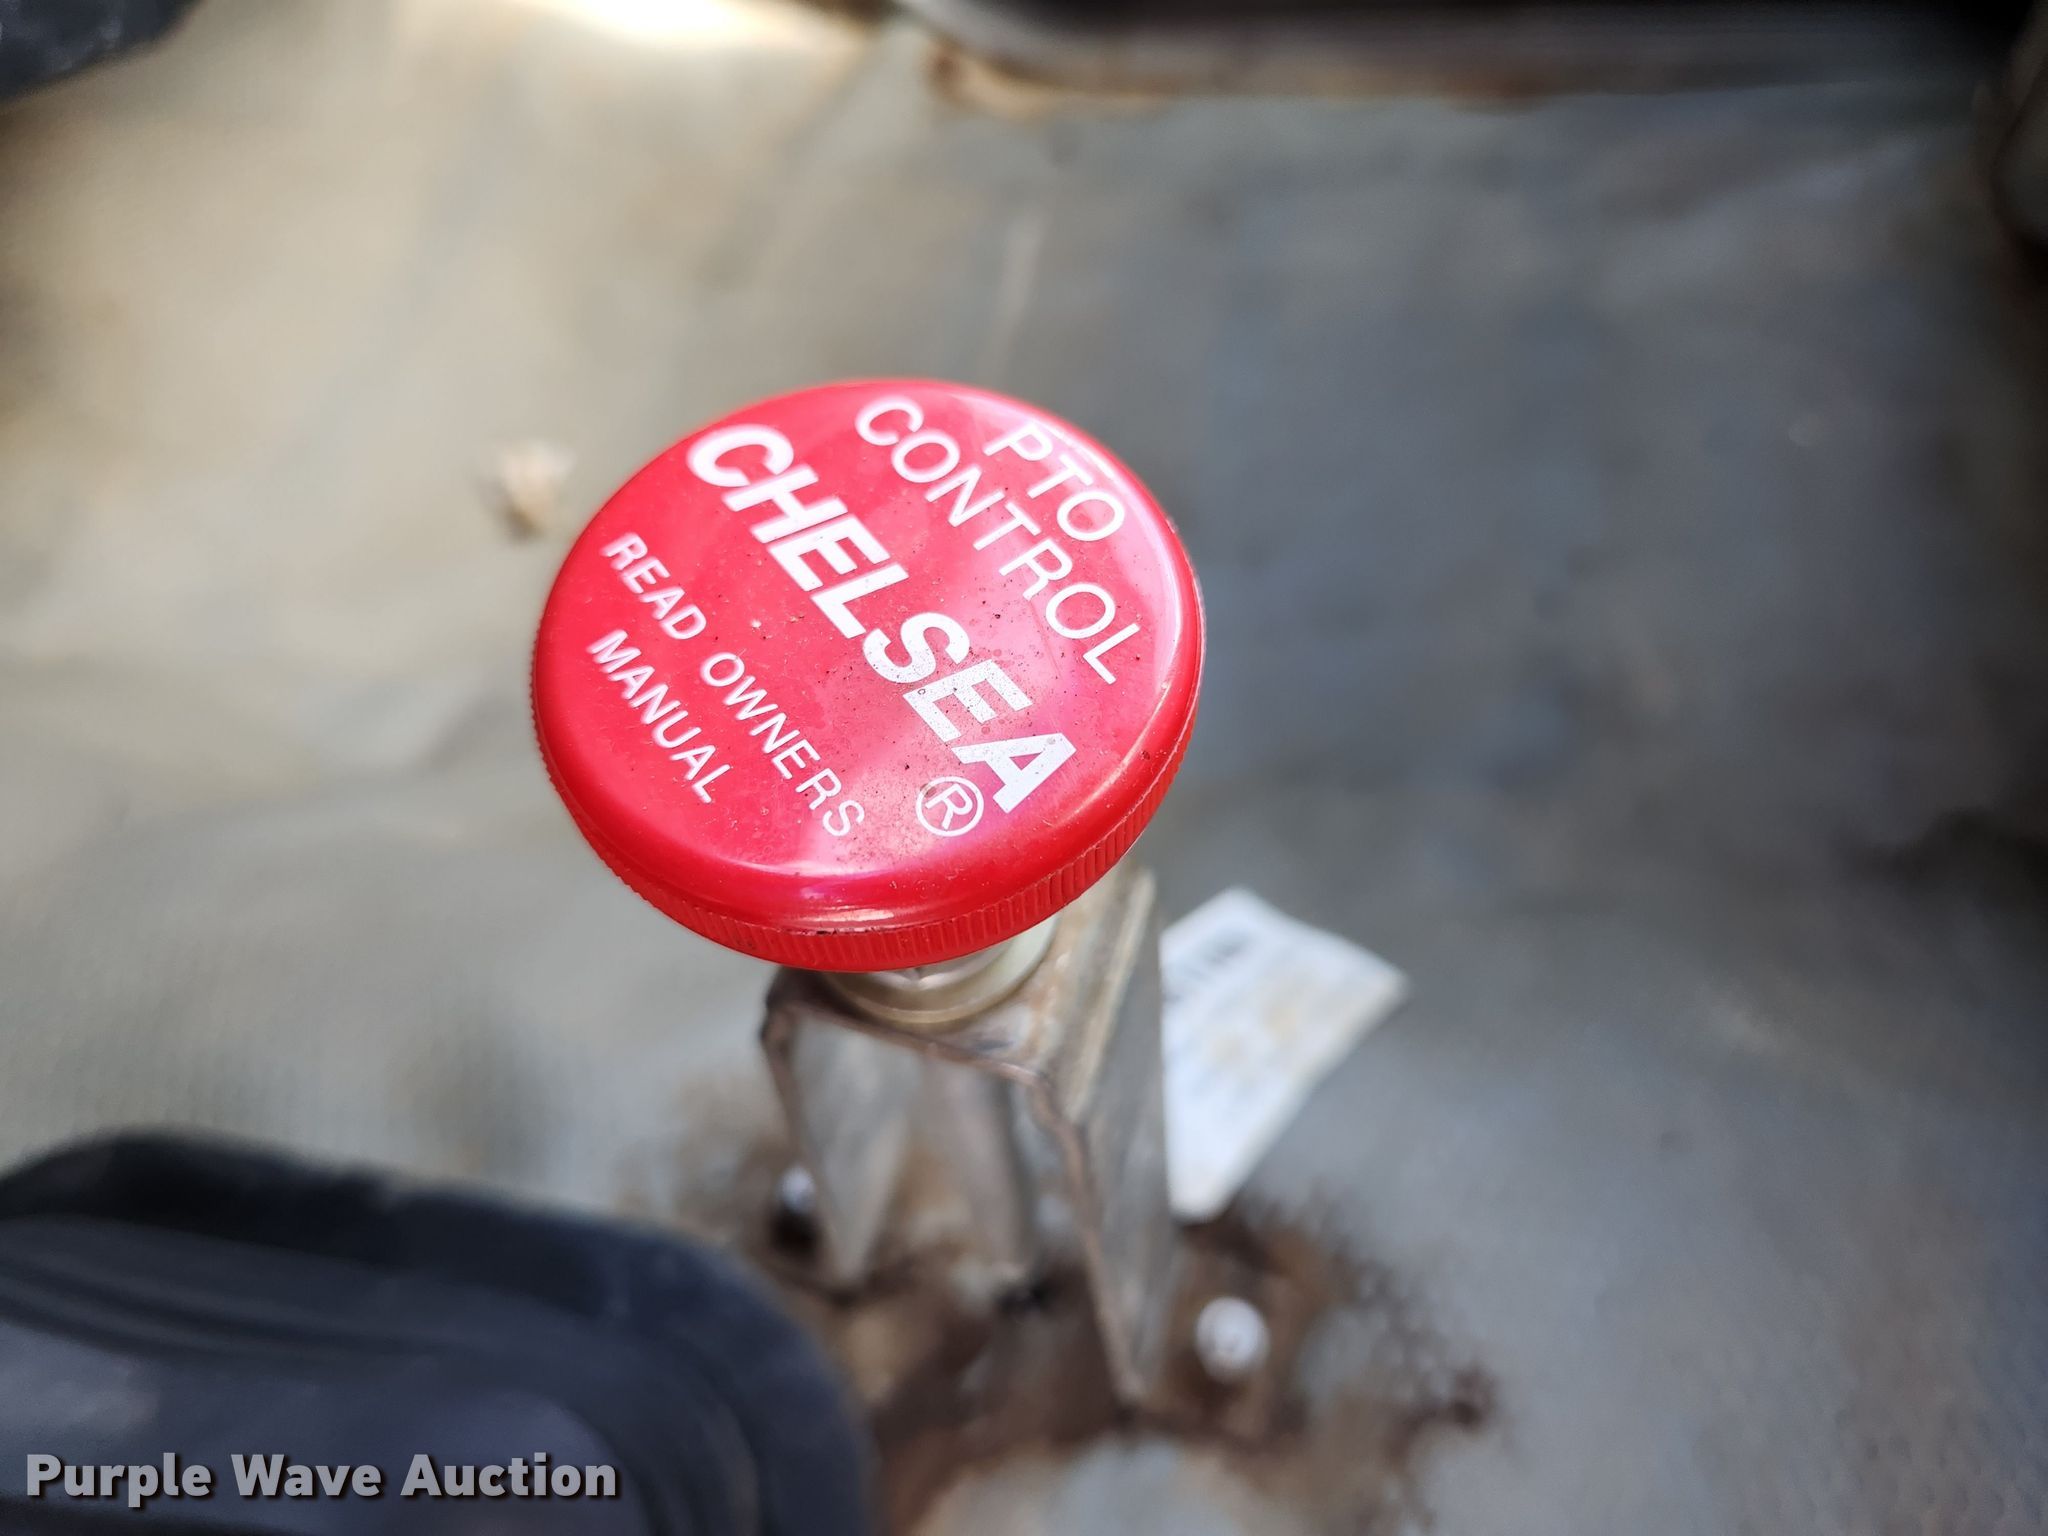 PTO
CONTROL
CHELSEA®
READ OWNERS
MANUAL
Purple Wave Auction